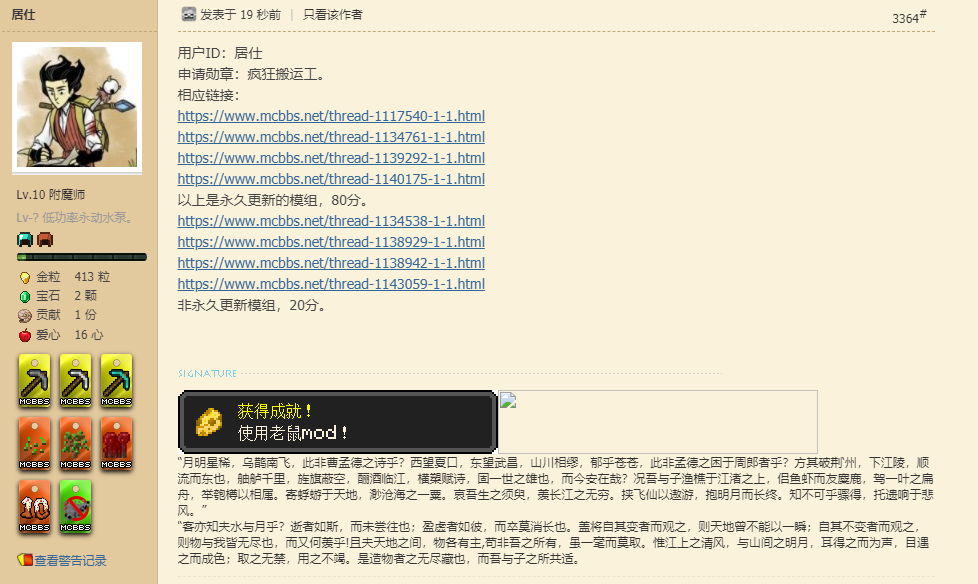 居仕
发表于 19 秒前 | 只看该作者
3364#
用户ID：居仕
申请勋章：疯狂搬运工。
相应链接：
https://www.mcbbs.net/thread-1117540-1-1.html
https://www.mcbbs.net/thread-1134761-1-1.html
https://www.mcbbs.net/thread-1139292-1-1.html
https://www.mcbbs.net/thread-1140175-1-1.html
以上是永久更新的模组，80分。
https://www.mcbbs.net/thread-1134538-1-1.html
https://www.mcbbs.net/thread-1138929-1-1.html
https://www.mcbbs.net/thread-1138942-1-1.html
https://www.mcbbs.net/thread-1143059-1-1.html
非永久更新模组，20分。
Lv.10 附魔师
Lv-? 低功率永动水泵。
金粒 413 粒
宝石 2 颗
贡献 1 份
爱心 16 心
MCBBS MCBBS MCBBS
MCBBS MCBBS MCBBS
10
MCBBS MCBBS
查看警告记录
SIGNATURE
获得成就！
使用老鼠mod！
“月明星稀，乌鹊南飞，此非曹孟德之诗乎？西望夏口，东望武昌，山川相缪，郁乎苍苍，此非孟德之困于周郎者乎？方其破荆州，下江陵，顺
流而东也，舳舻千里，旌旗蔽空，酾酒临江，横槊赋诗，固一世之雄也，而今安在哉？况吾与子渔樵于江渚之上，侣鱼虾而友麋鹿，驾一叶之扁
舟，举匏樽以相属。寄蜉蝣于天地，渺沧海之一粟。哀吾生之须臾，羡长江之无穷。挟飞仙以遨游，抱明月而长终。知不可乎骤得，托遗响于悲
风。”
“客亦知夫水与月乎？逝者如斯，而未尝往也；盈虚者如彼，而卒莫消长也。盖将自其变者而观之，则天地曾不能以一瞬；自其不变者而观之，
则物与我皆无尽也，而又何羡乎!且夫天地之间，物各有主,苟非吾之所有，虽一毫而莫取。惟江上之清风，与山间之明月，耳得之而为声，目遇
之而成色；取之无禁，用之不竭。是造物者之无尽藏也，而吾与子之所共适。